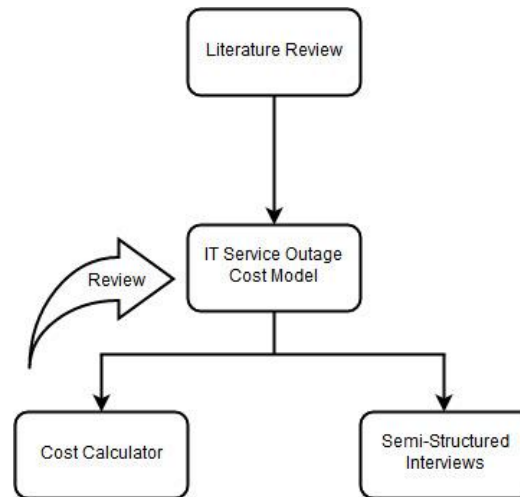 Literature Review
IT Service Outage
Cost Model
Review
Cost Calculator
Semi-Structured
Interviews